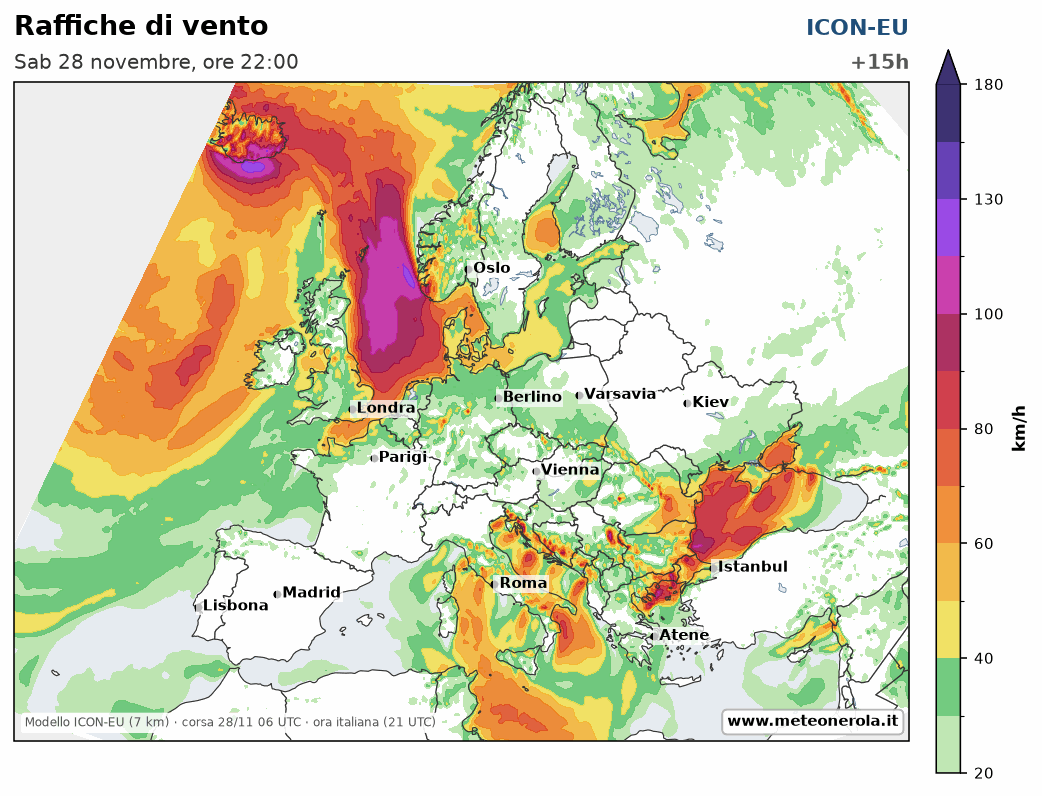 Raffiche di vento
ICON-EU
Sab 28 novembre, ore 22:00
+15h
180
130
100
80
60
40
20
km/h
Oslo
Londra
Berlino
Varsavia
Kiev
Parigi
Vienna
Istanbul
Roma
Madrid
Lisbona
Atene
Modello ICON-EU (7 km) · corsa 28/11 06 UTC · ora italiana (21 UTC)
www.meteonerola.it